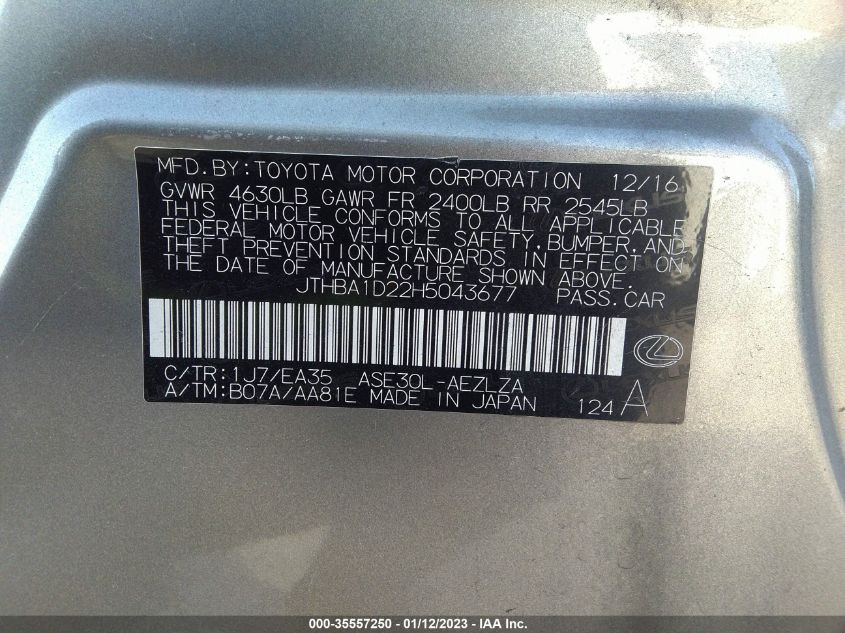 MFD.BY:TOYOTA MOTOR CORPORATION 12/16
GVWR 4630LB GAWR FR 2400LB RR 2545LB
THIS VEHICLE CONFORMS TO ALL APPLICABLE
FEDERAL MOTOR VEHICLE SAFETY,BUMPER,AND
THEFT PREVENTION STANDARDS IN EFFECT ON
THE DATE OF MANUFACTURE SHOWN ABOVE.
JTHBA1D22H5043677 PASS.CAR
C/TR:1J7/EA35 ASE30L-AEZLZA
A/TM:B07A/AA81E MADE IN JAPAN 124 A
000-35557250 - 01/12/2023 - IAA Inc.